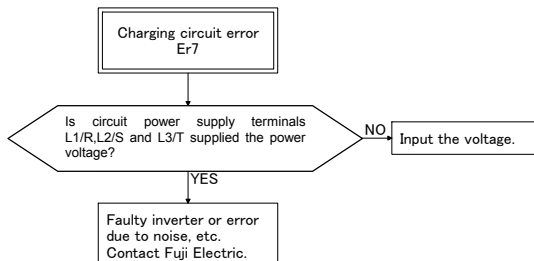 Charging circuit error
Er7
Is circuit power supply terminals
L1/R,L2/S and L3/T supplied the power
voltage?
NO
Input the voltage.
YES
Faulty inverter or error
due to noise, etc.
Contact Fuji Electric.